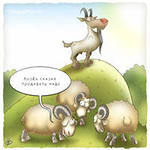 КОЗЁЛ СКАЗАЛ
ПРОДАВАТЬ НАДО